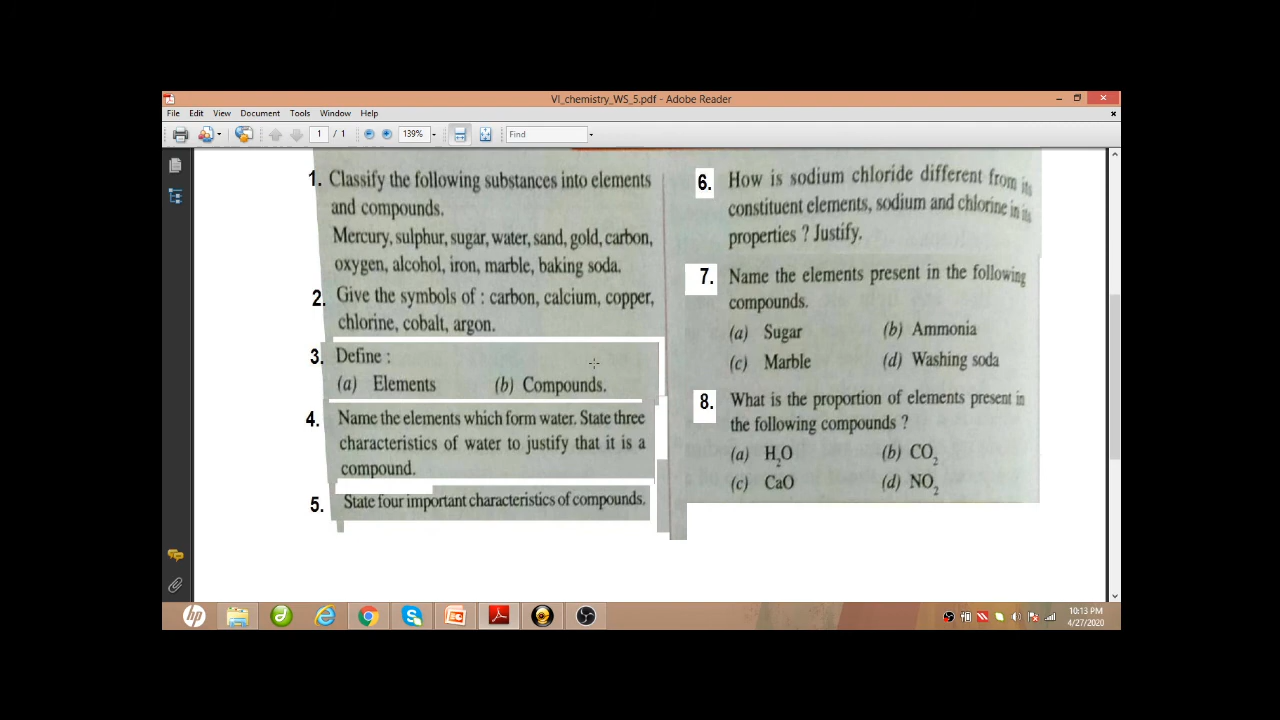 VI_chemistry_WS_5.pdf - Adobe Reader
File Edit View Document Tools Window Help
1 / 1 139% Find
1. Classify the following substances into elements
and compounds.
Mercury, sulphur, sugar, water, sand, gold, carbon,
oxygen, alcohol, iron, marble, baking soda.
2. Give the symbols of : carbon, calcium, copper,
chlorine, cobalt, argon.
3. Define :
(a) Elements (b) Compounds.
4. Name the elements which form water. State three
characteristics of water to justify that it is a
compound.
5. State four important characteristics of compounds.
6. How is sodium chloride different from its
constituent elements, sodium and chlorine in its
properties ? Justify.
7. Name the elements present in the following
compounds.
(a) Sugar (b) Ammonia
(c) Marble (d) Washing soda
8. What is the proportion of elements present in
the following compounds ?
(a) H₂O (b) CO₂
(c) CaO (d) NO₂
hp
10:13 PM
4/27/2020